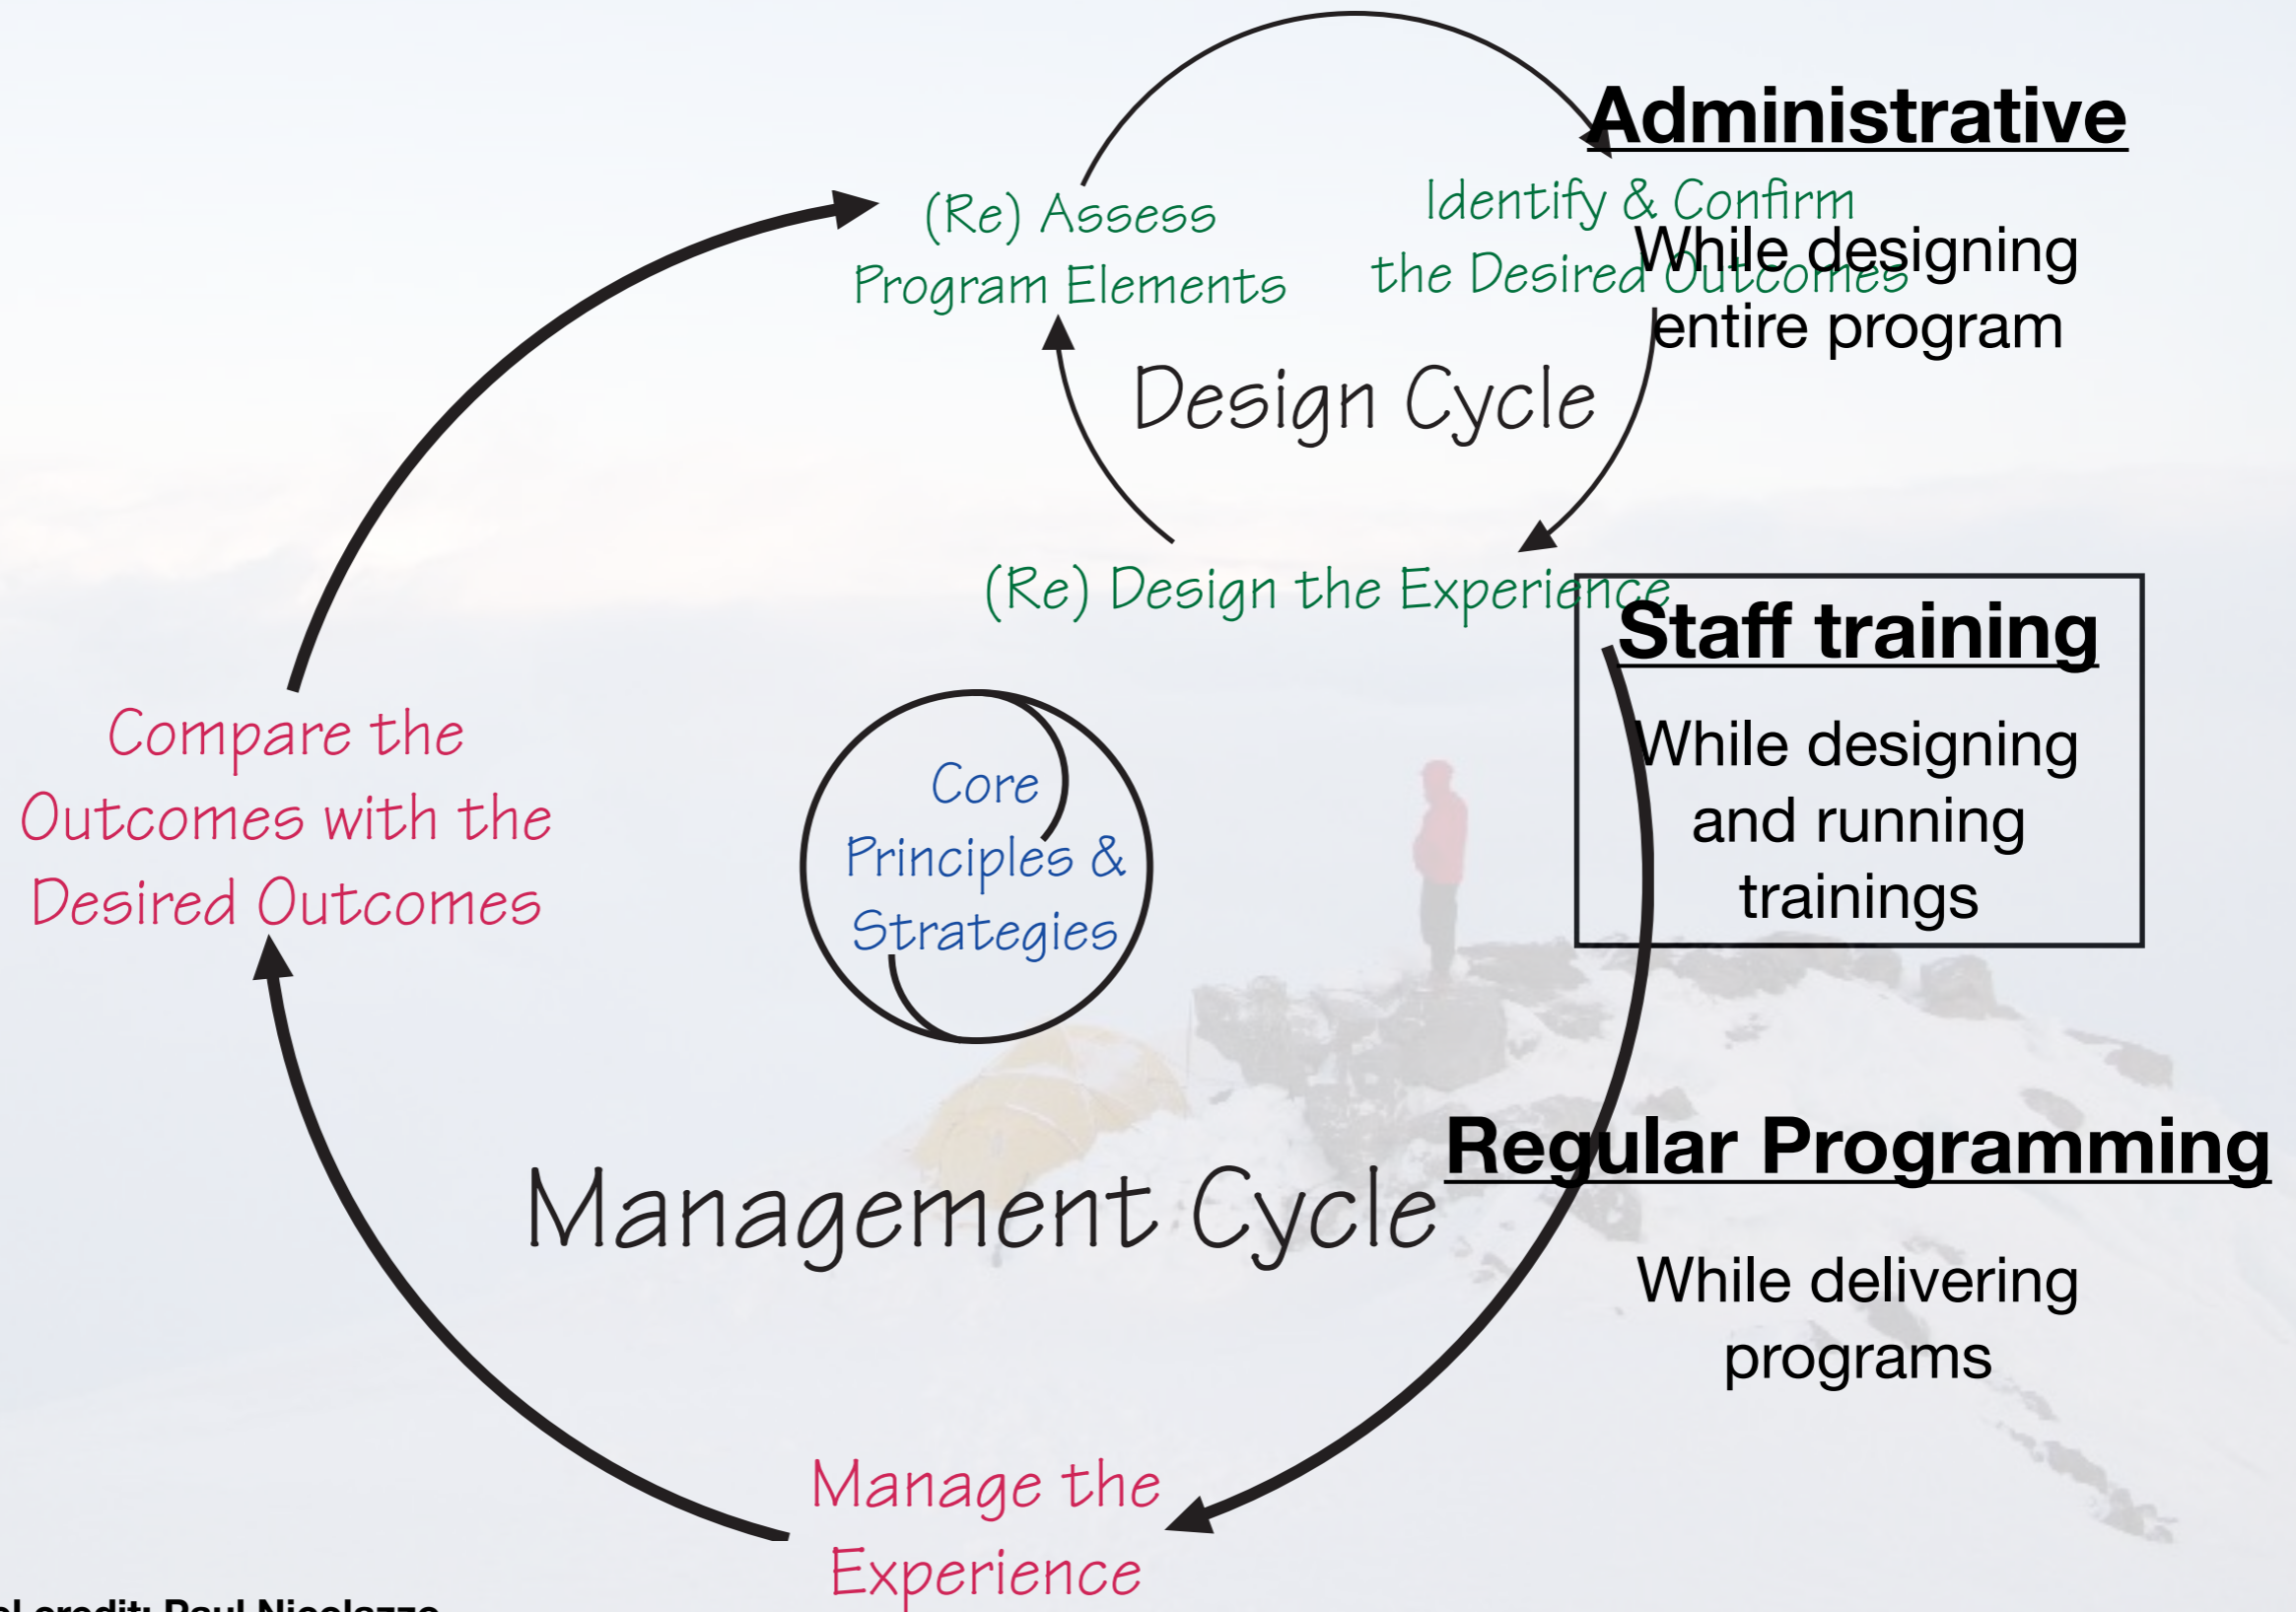 Administrative
(Re) Assess
Program Elements
Identify & Confirm
the Desired Outcomes
While designing
entire program
Design Cycle
(Re) Design the Experience
Staff training
While designing
and running
trainings
Compare the
Outcomes with the
Desired Outcomes
Core
Principles &
Strategies
Regular Programming
Management Cycle
While delivering
programs
Manage the
Experience
credit: Paul Nicolazzo